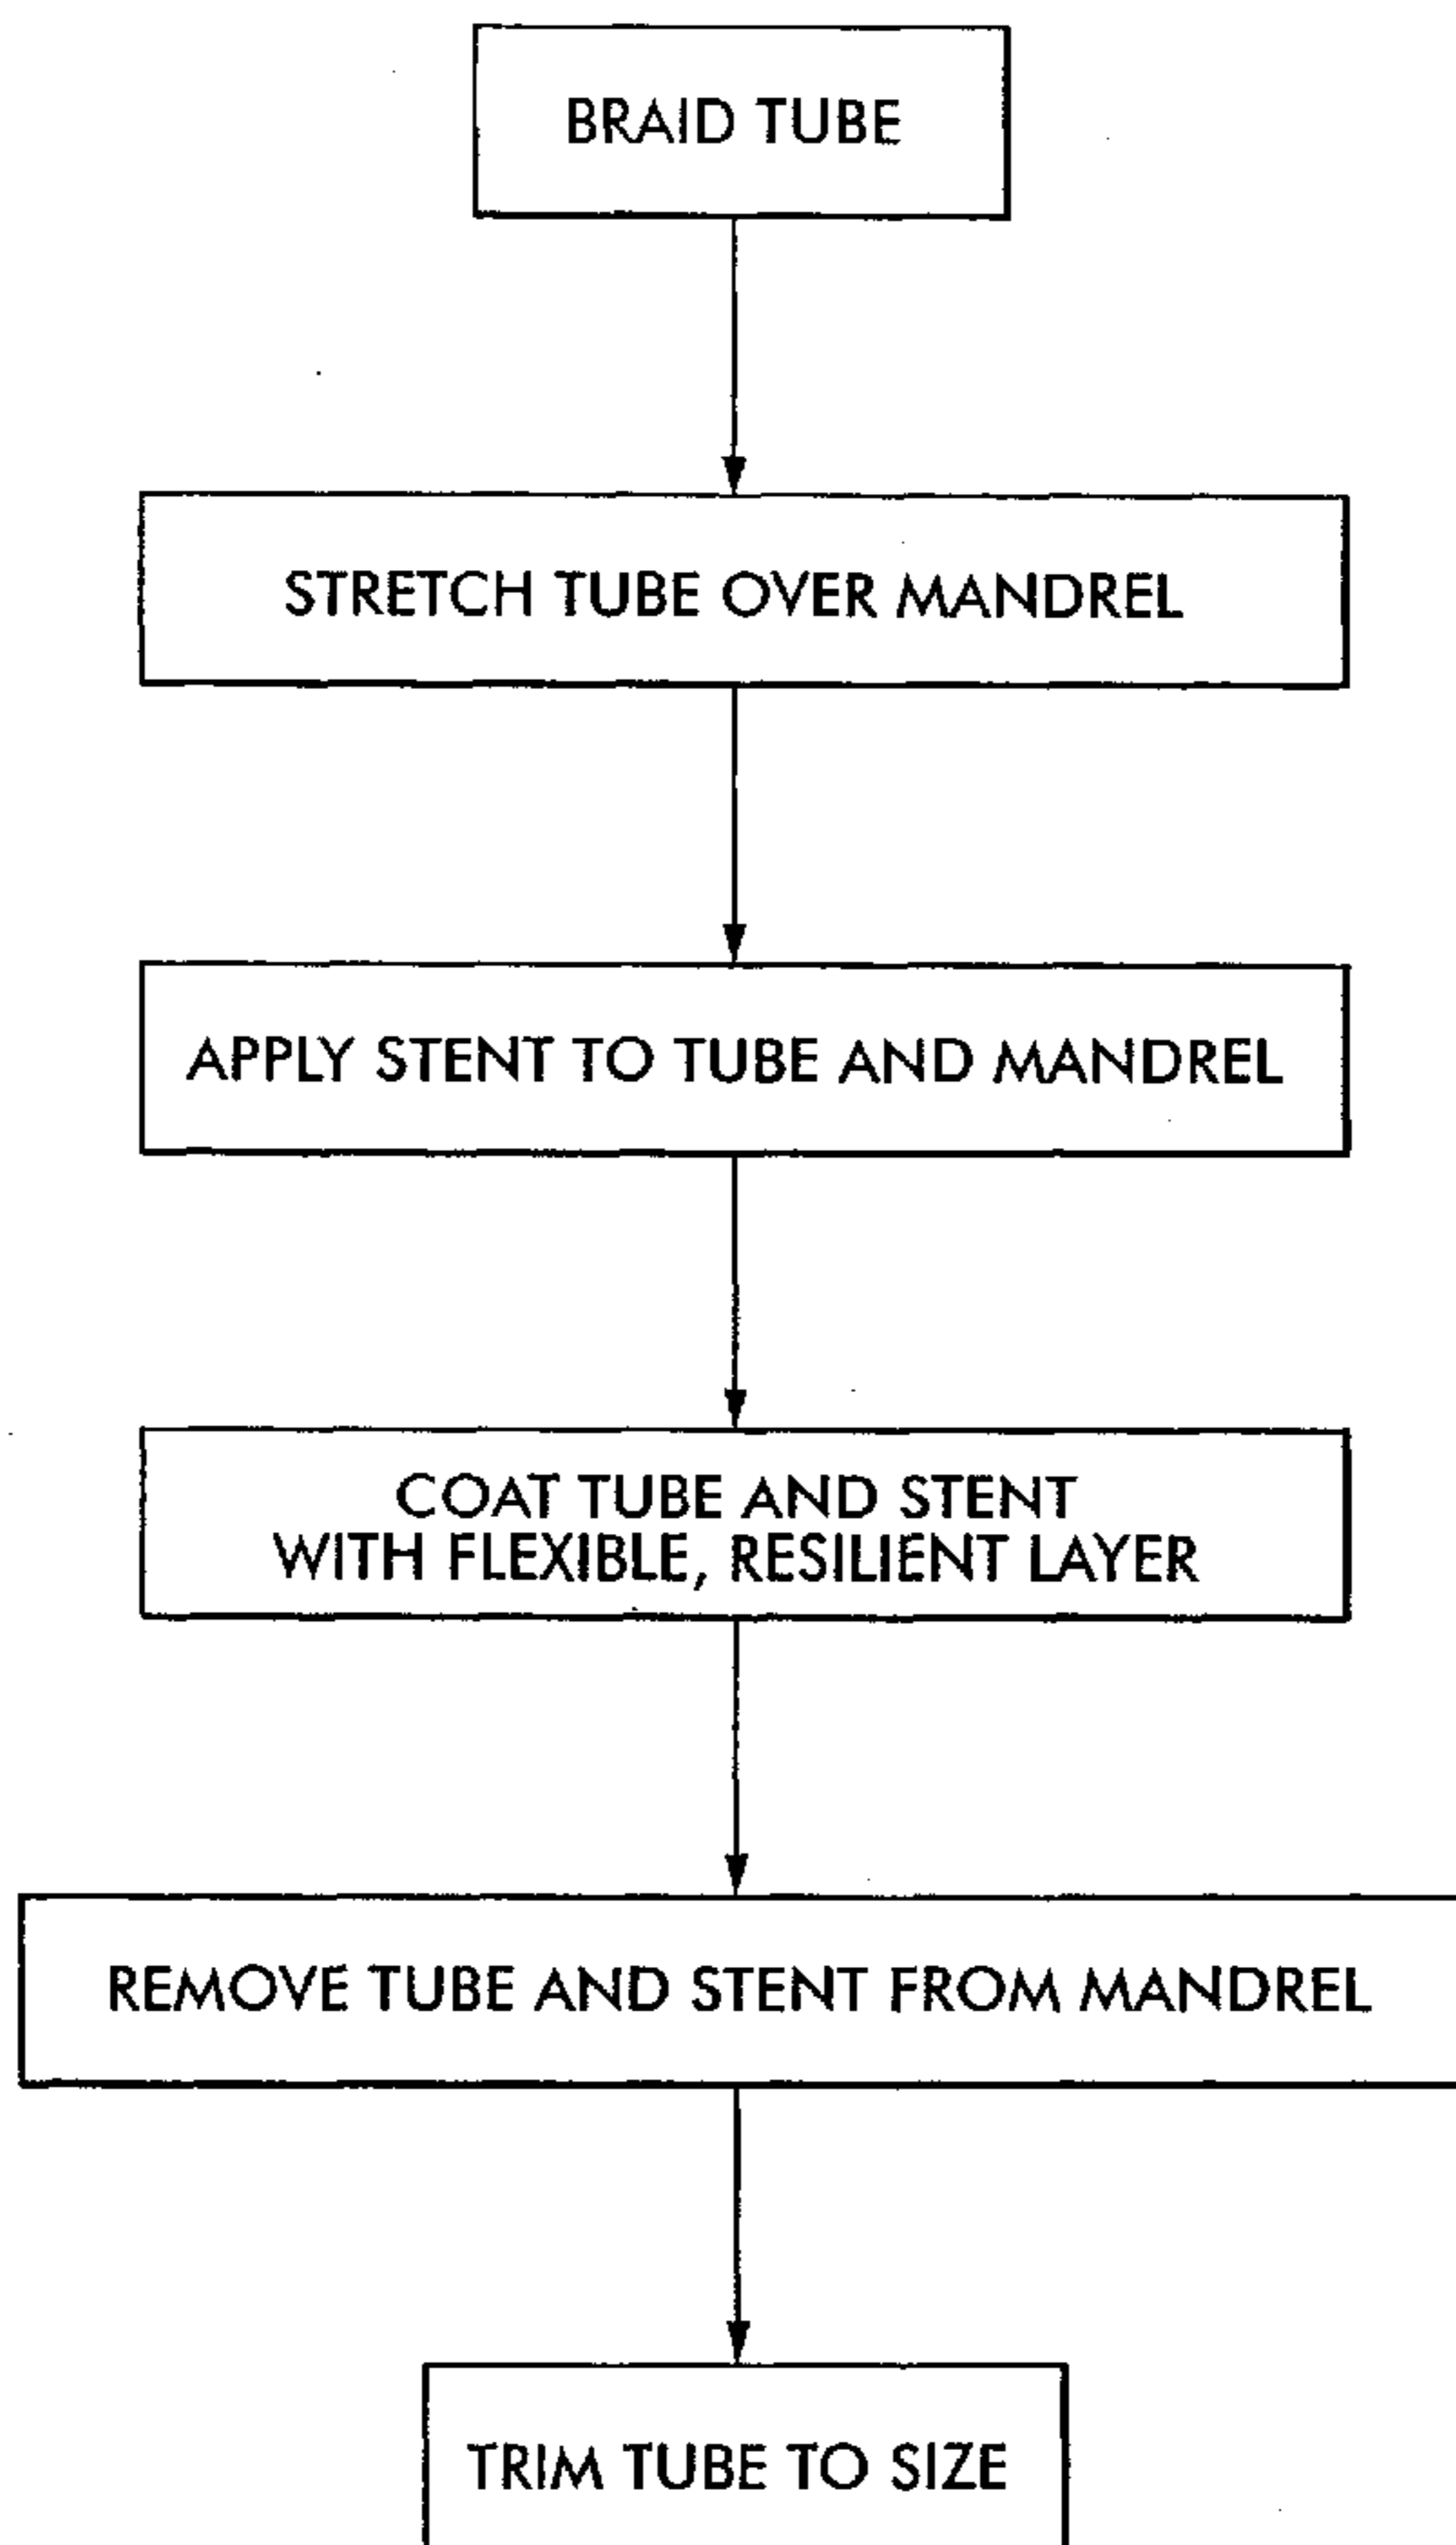 BRAID TUBE
STRETCH TUBE OVER MANDREL
APPLY STENT TO TUBE AND MANDREL
COAT TUBE AND STENT
WITH FLEXIBLE, RESILIENT LAYER
REMOVE TUBE AND STENT FROM MANDREL
TRIM TUBE TO SIZE